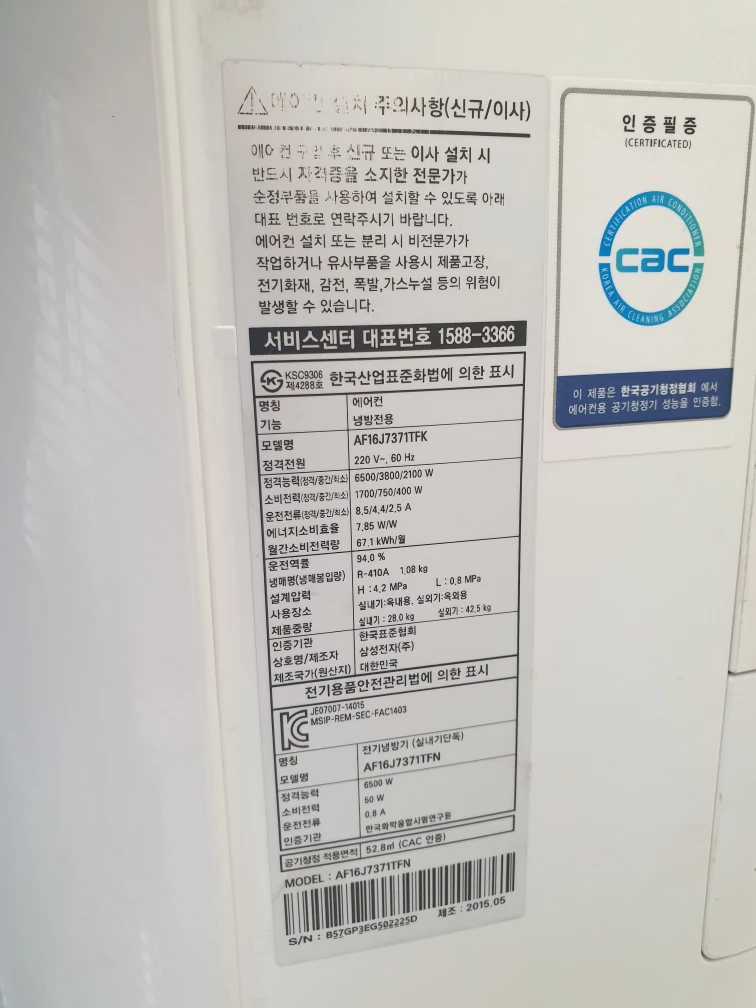 에어컨 설치 주의사항(신규/이사)
에어컨 구입 후 신규 또는 이사 설치 시
반드시 자격증을 소지한 전문가가
순정부품을 사용하여 설치할 수 있도록 아래
대표 번호로 연락주시기 바랍니다.
에어컨 설치 또는 분리 시 비전문가가
작업하거나 유사부품을 사용시 제품고장,
전기화재, 감전, 폭발,가스누설 등의 위험이
발생할 수 있습니다.
서비스센터 대표번호 1588-3366
KSC9306
제4288호 한국산업표준화법에 의한 표시
명칭 에어컨
기능 냉방전용
모델명 AF16J7371TFK
정격전원 220 V~, 60 Hz
정격능력(정격/중간/최소) 6500/3800/2100 W
소비전력(정격/중간/최소) 1700/750/400 W
운전전류(정격/중간/최소) 8.5/4.4/2.5 A
에너지소비효율 7.85 W/W
월간소비전력량 67.1 kWh/월
운전역률 94.0 %
냉매명(냉매봉입량) R-410A 1.08 kg
설계압력 H : 4.2 MPa L : 0.8 MPa
사용장소 실내기:옥내용, 실외기:옥외용
제품중량 실내기 : 28.0 kg 실외기 : 42.5 kg
인증기관 한국표준협회
상호명/제조자 삼성전자(주)
제조국가(원산지) 대한민국
전기용품안전관리법에 의한 표시
JE07007-14015
MSIP-REM-SEC-FAC1403
명칭 전기냉방기 (실내기단독)
모델명 AF16J7371TFN
정격능력 6500 W
소비전력 50 W
운전전류 0.8 A
인증기관 한국화학융합시험연구원
공기청정 적용면적 52.8㎡ (CAC 인증)
MODEL : AF16J7371TFN
S/N : B57GP3EG502225D 제조 : 2015.05
인증필증
(CERTIFICATED)
CERTIFICATION AIR CONDITIONER
cac
KOREA AIR CLEANING ASSOCIATION
이 제품은 한국공기청정협회 에서
에어컨용 공기청정기 성능을 인증함.